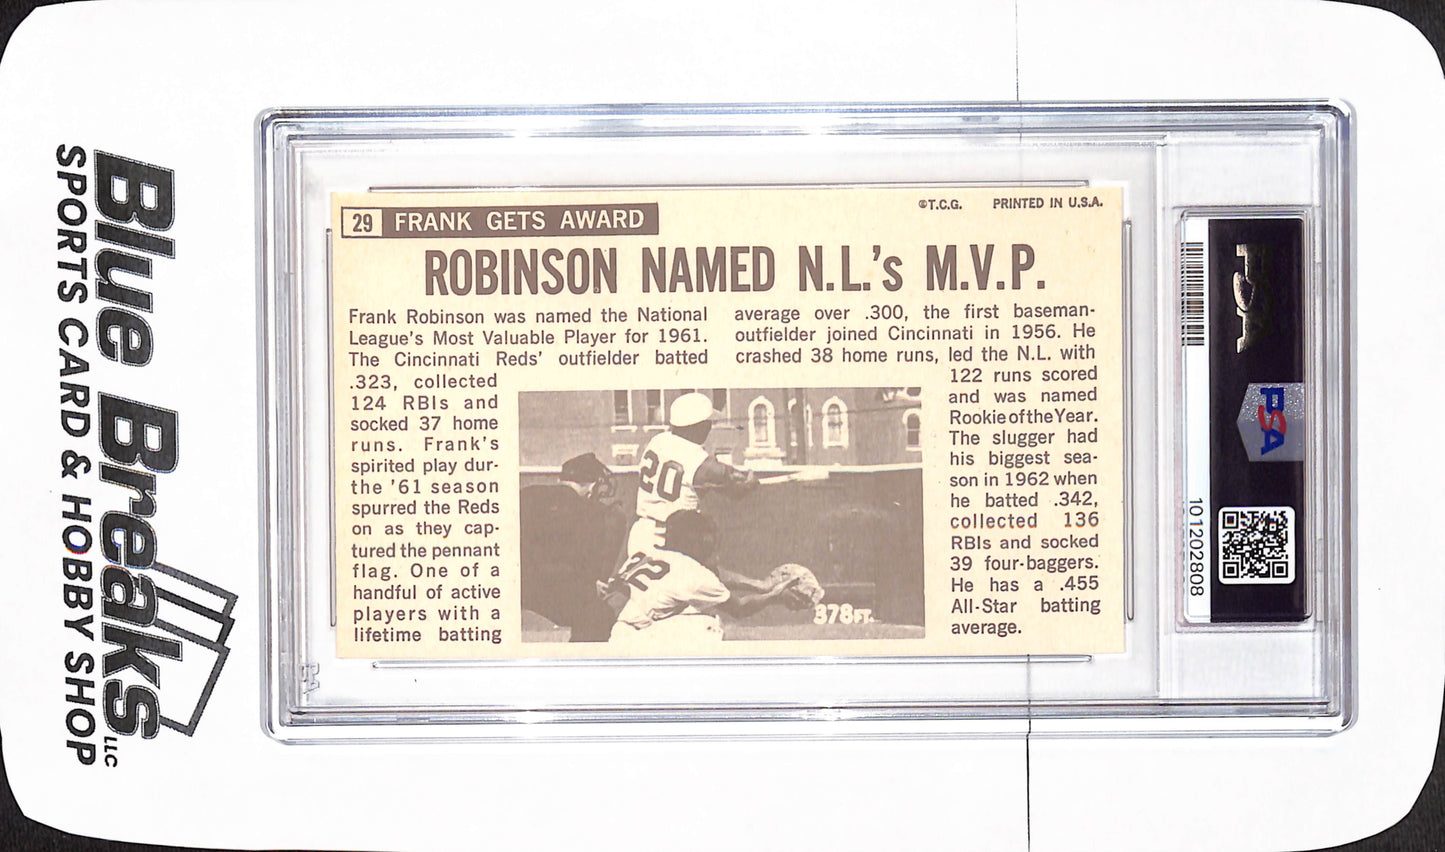 Blue Breaks LLC
SPORTS CARD & HOBBY SHOP
29 FRANK GETS AWARD
©T.C.G. PRINTED IN U.S.A.
ROBINSON NAMED N.L.'s M.V.P.
Frank Robinson was named the National
League's Most Valuable Player for 1961.
The Cincinnati Reds' outfielder batted
.323, collected
124 RBIs and
socked 37 home
runs. Frank's
spirited play dur-
the '61 season
spurred the Reds
on as they cap-
tured the pennant
flag. One of a
handful of active
players with a
lifetime batting
average over .300, the first baseman-
outfielder joined Cincinnati in 1956. He
crashed 38 home runs, led the N.L. with
122 runs scored
and was named
Rookie of the Year.
The slugger had
his biggest sea-
son in 1962 when
he batted .342,
collected 136
RBIs and socked
39 four-baggers.
He has a .455
All-Star batting
average.
20
22
378FT.
PSA
PSA
101202808